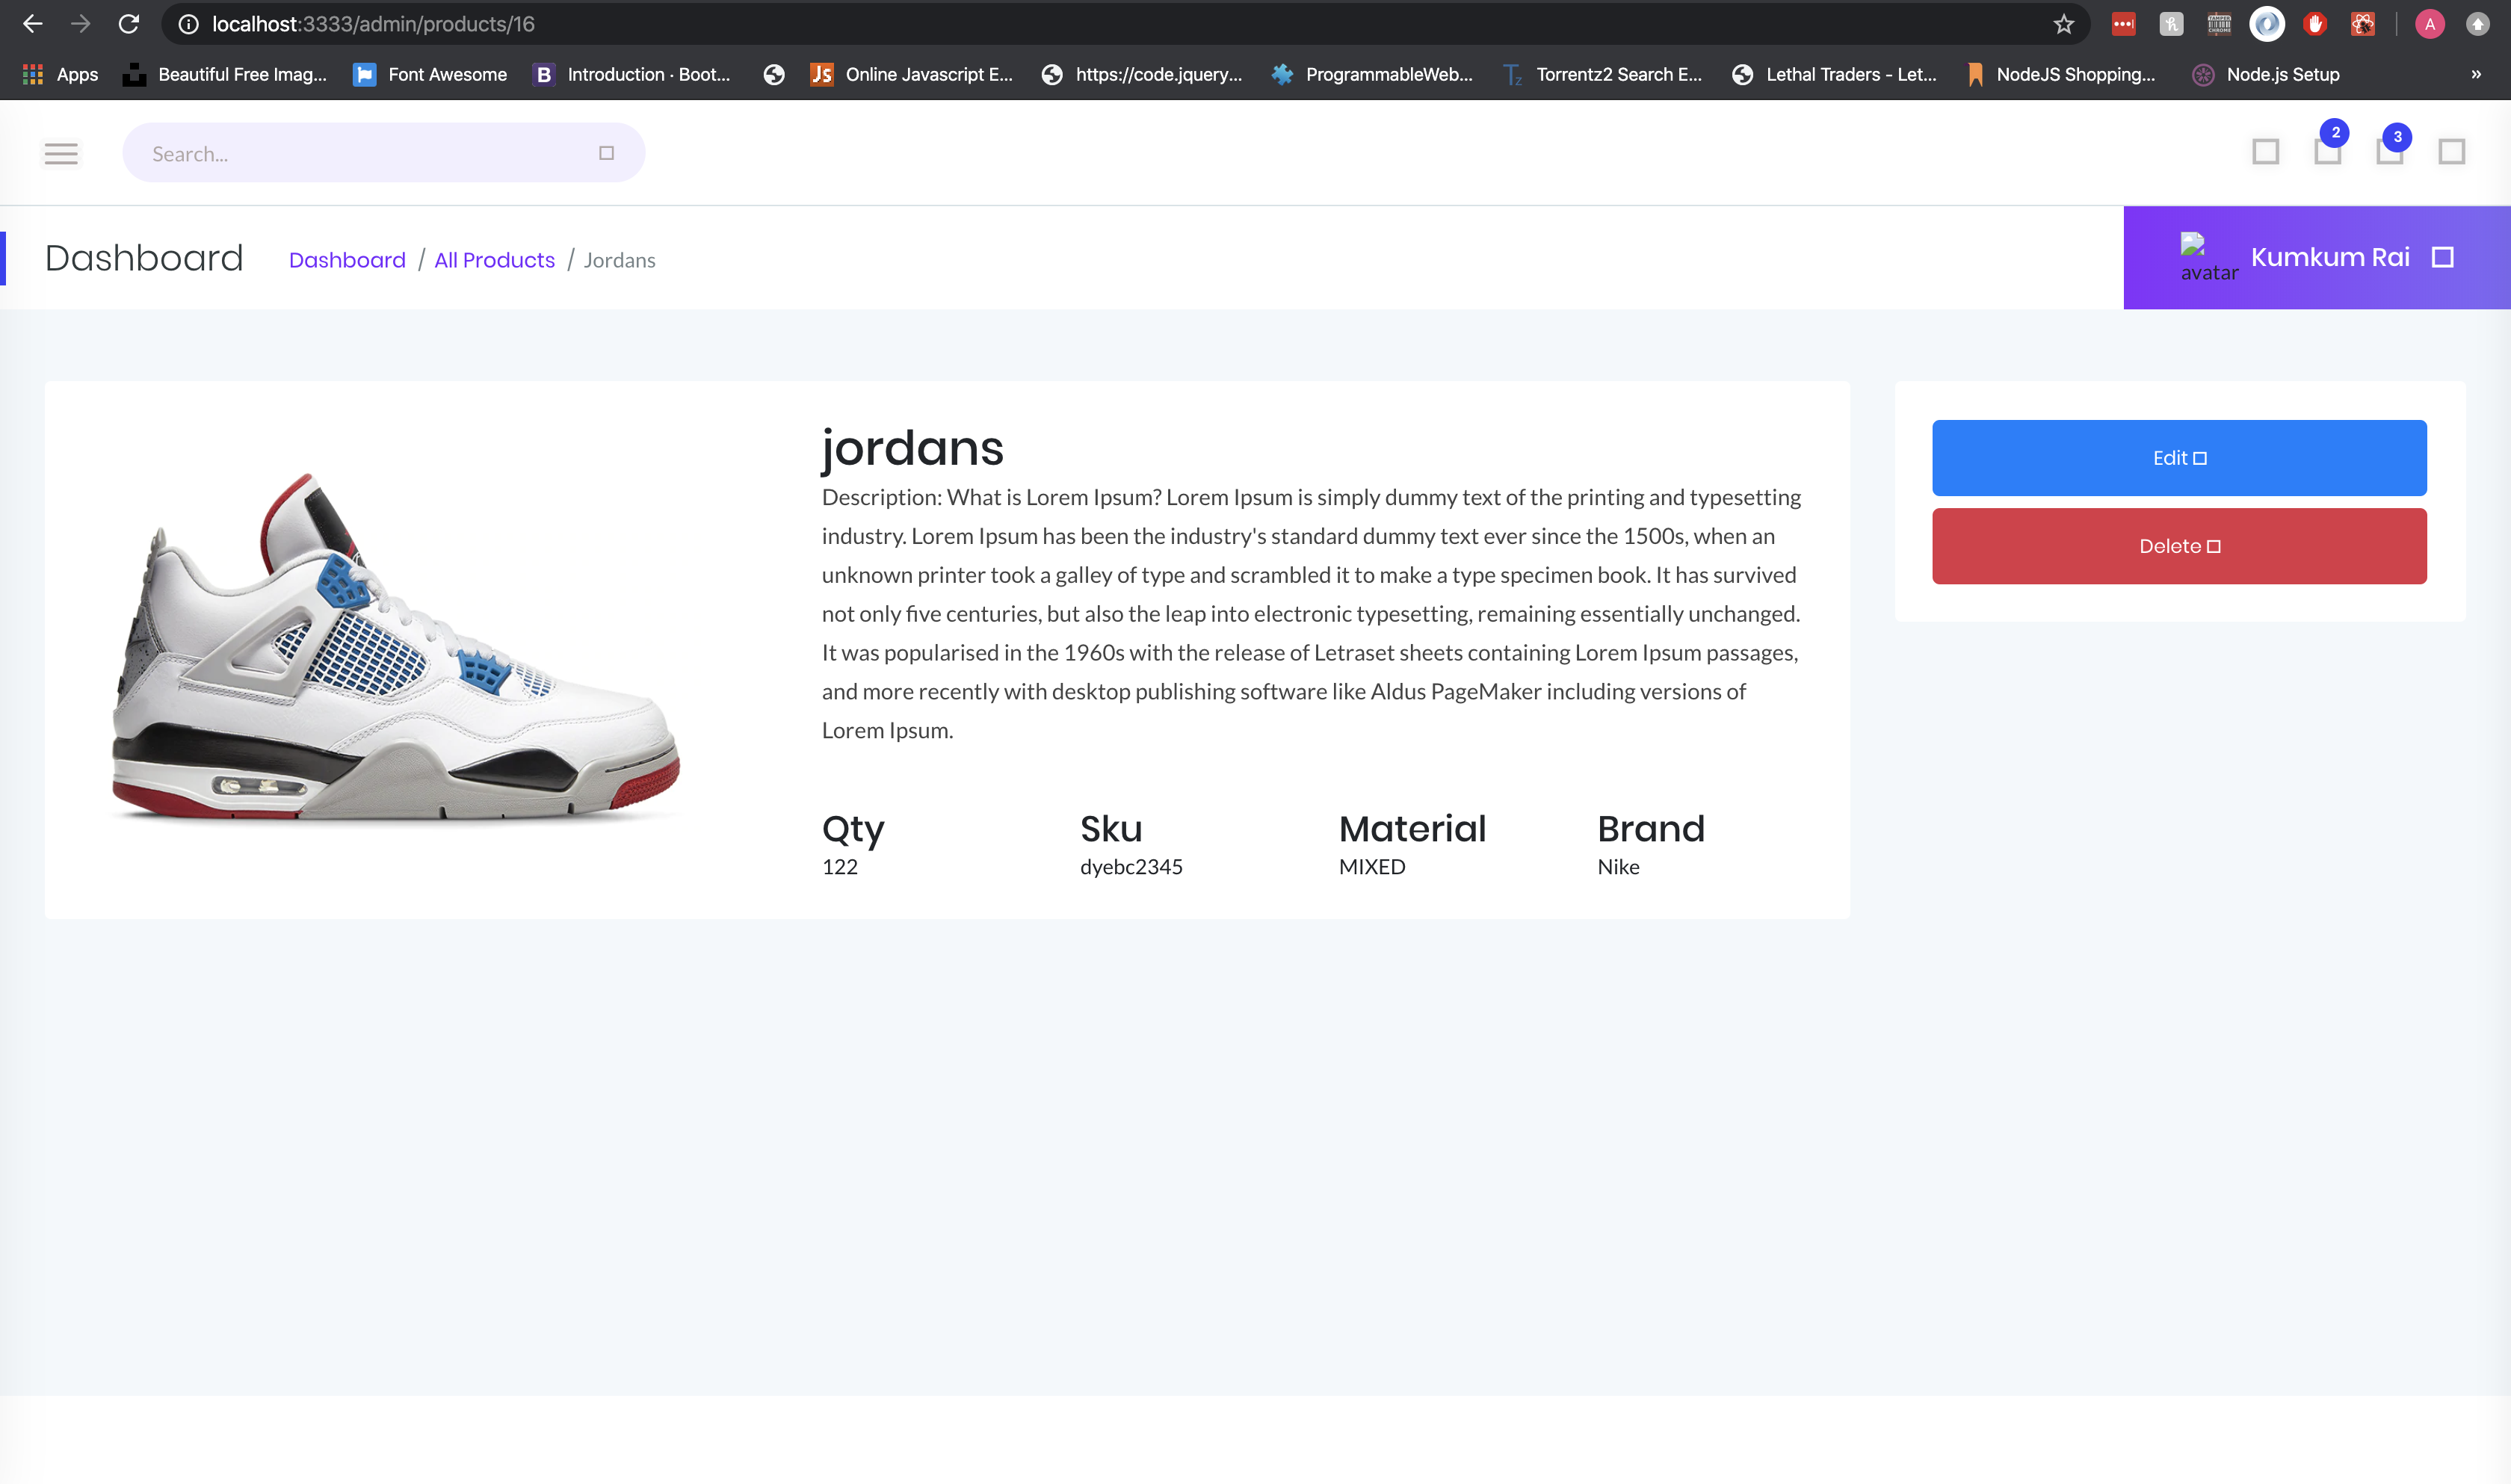 localhost:3333/admin/products/16
Apps
Beautiful Free Imag...
Font Awesome
B
Introduction · Boot...
JS
Online Javascript E...
https://code.jquery...
ProgrammableWeb...
Tz
Torrentz2 Search E...
Lethal Traders - Let...
NodeJS Shopping...
Node.js Setup
»
A
Search...
2
3
Dashboard
Dashboard / All Products / Jordans
avatar
Kumkum Rai
jordans
Description: What is Lorem Ipsum? Lorem Ipsum is simply dummy text of the printing and typesetting
industry. Lorem Ipsum has been the industry's standard dummy text ever since the 1500s, when an
unknown printer took a galley of type and scrambled it to make a type specimen book. It has survived
not only five centuries, but also the leap into electronic typesetting, remaining essentially unchanged.
It was popularised in the 1960s with the release of Letraset sheets containing Lorem Ipsum passages,
and more recently with desktop publishing software like Aldus PageMaker including versions of
Lorem Ipsum.
Qty
122
Sku
dyebc2345
Material
MIXED
Brand
Nike
Edit
Delete